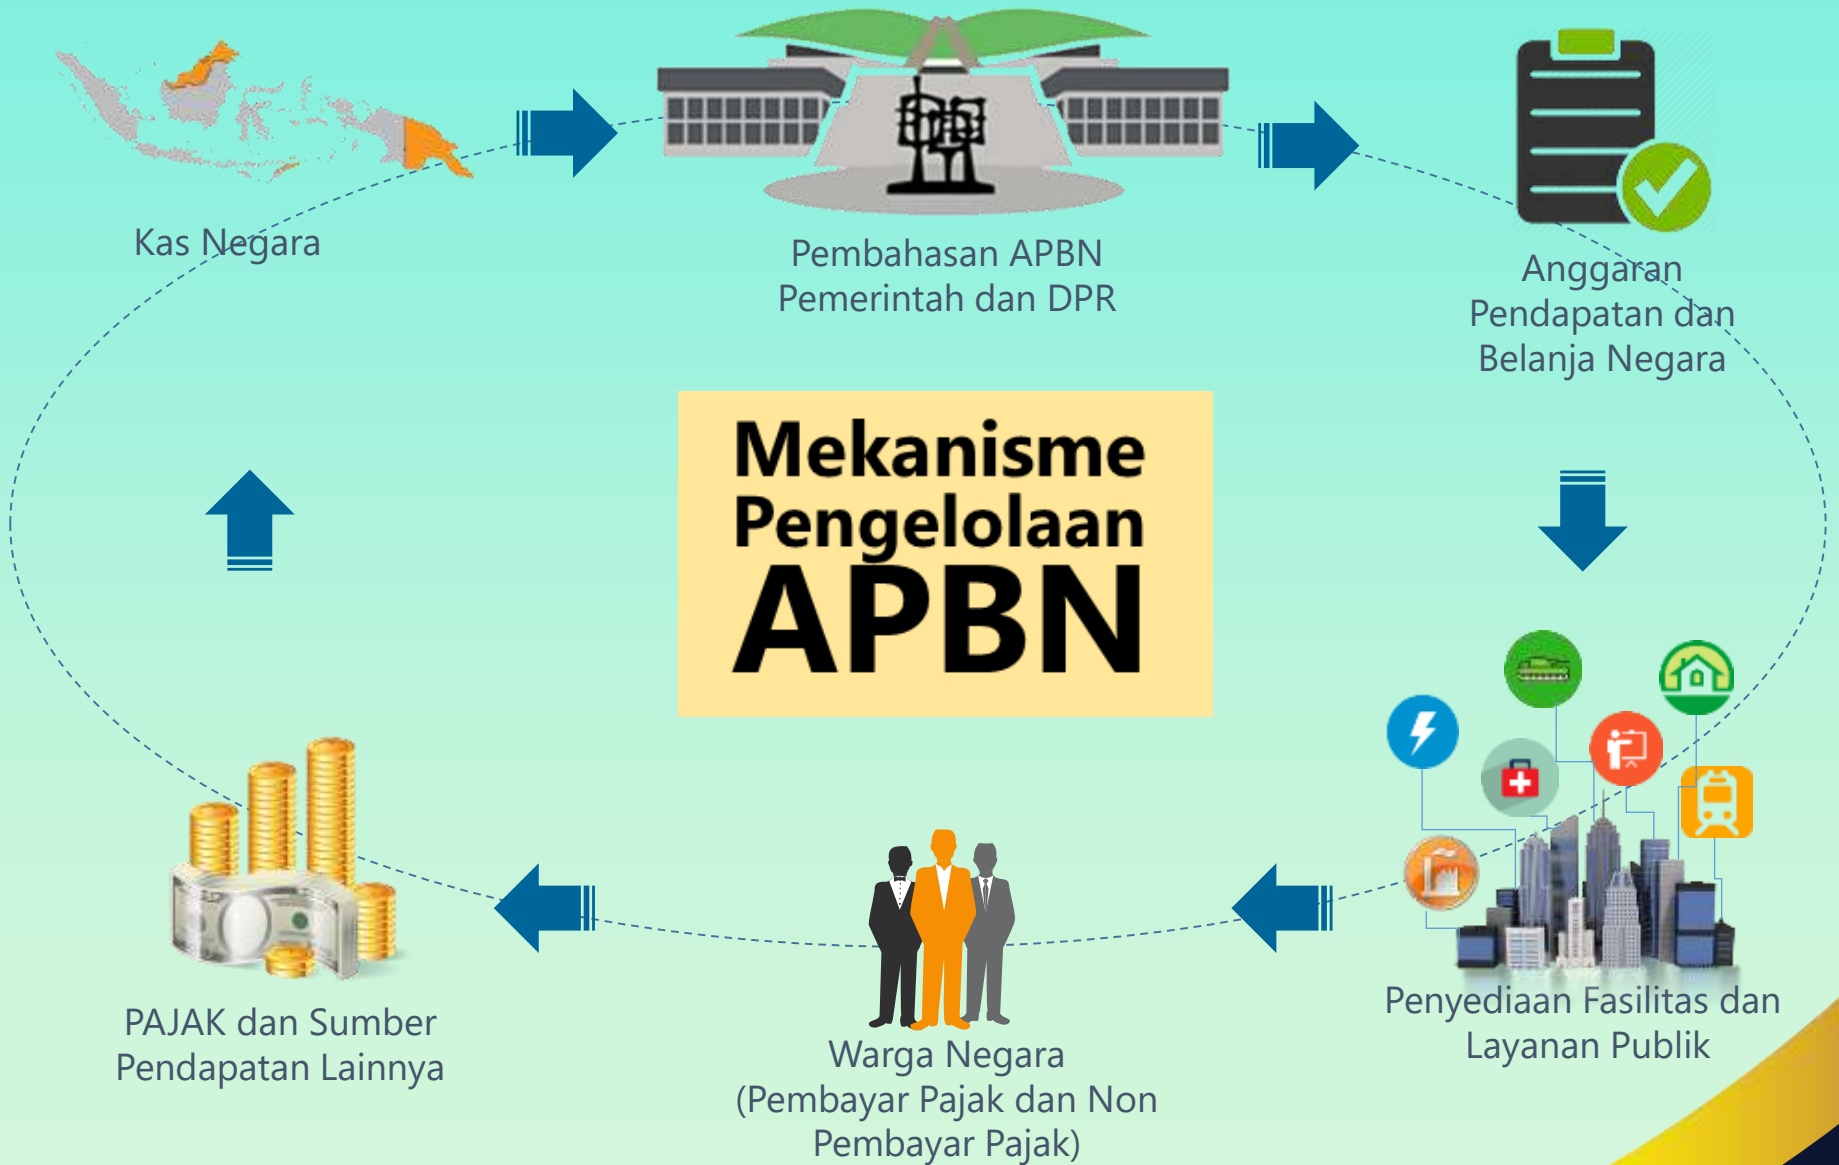 Kas Negara
Pembahasan APBN
Pemerintah dan DPR
Anggaran
Pendapatan dan
Belanja Negara
Mekanisme
Pengelolaan
APBN
PAJAK dan Sumber
Pendapatan Lainnya
Warga Negara
(Pembayar Pajak dan Non
Pembayar Pajak)
Penyediaan Fasilitas dan
Layanan Publik